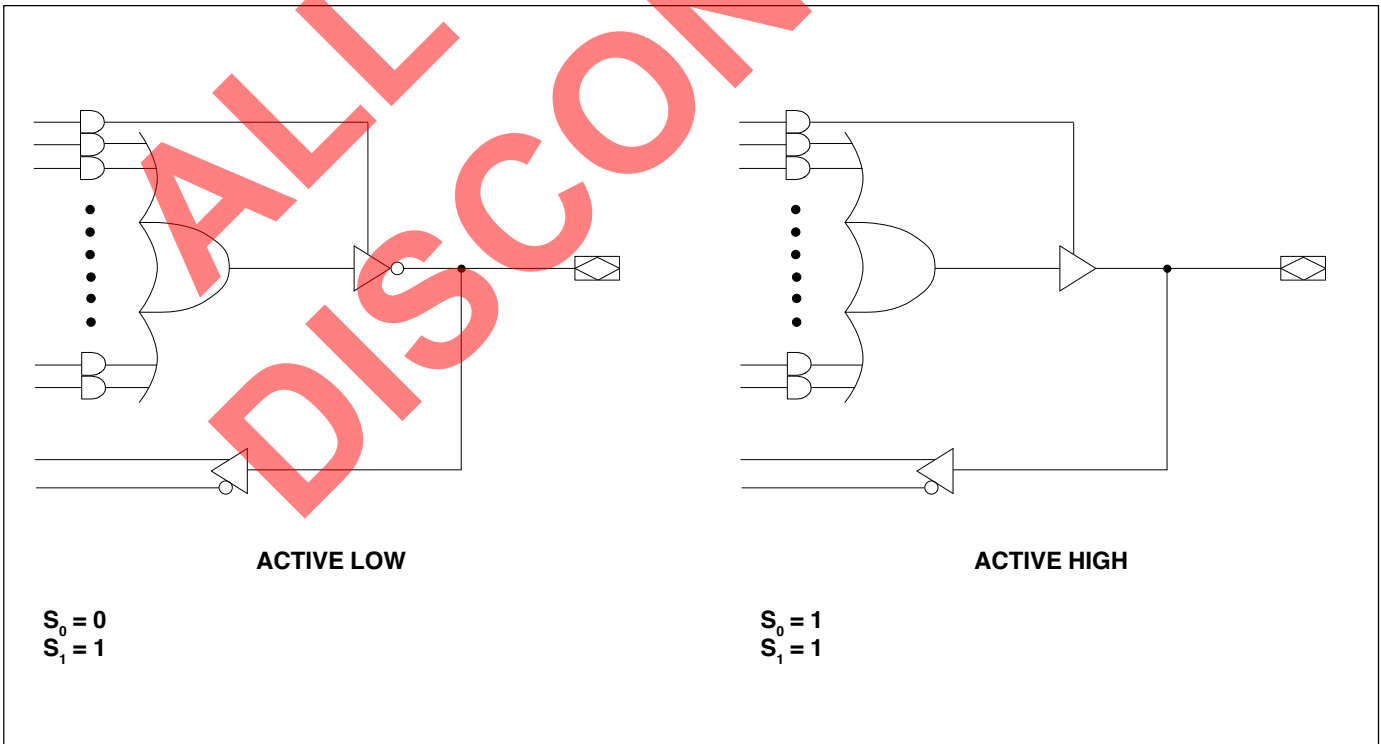 ALL
DISCON
ACTIVE LOW
ACTIVE HIGH
S₀ = 0
S₁ = 1
S₀ = 1
S₁ = 1